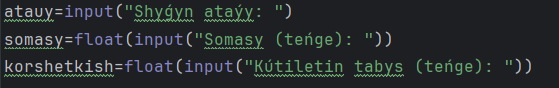 atauy=input("Shyǵyn ataýy: ")
somasy=float(input("Somasy (teńge): "))
korshetkish=float(input("Kútiletin tabys (teńge): "))